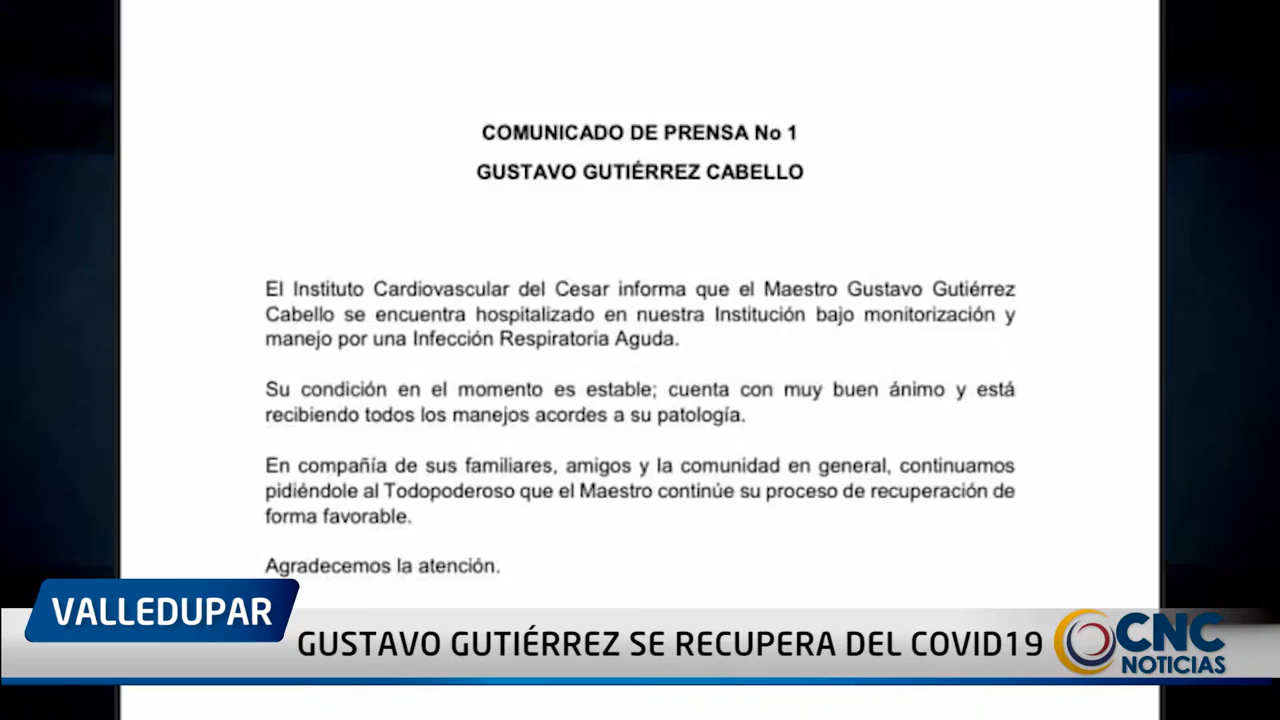 COMUNICADO DE PRENSA No 1
GUSTAVO GUTIÉRREZ CABELLO
El Instituto Cardiovascular del Cesar informa que el Maestro Gustavo Gutiérrez
Cabello se encuentra hospitalizado en nuestra Institución bajo monitorización y
manejo por una Infección Respiratoria Aguda.
Su condición en el momento es estable; cuenta con muy buen ánimo y está
recibiendo todos los manejos acordes a su patología.
En compañía de sus familiares, amigos y la comunidad en general, continuamos
pidiéndole al Todopoderoso que el Maestro continúe su proceso de recuperación de
forma favorable.
Agradecemos la atención.
VALLEDUPAR
GUSTAVO GUTIÉRREZ SE RECUPERA DEL COVID19
CNC
NOTICIAS